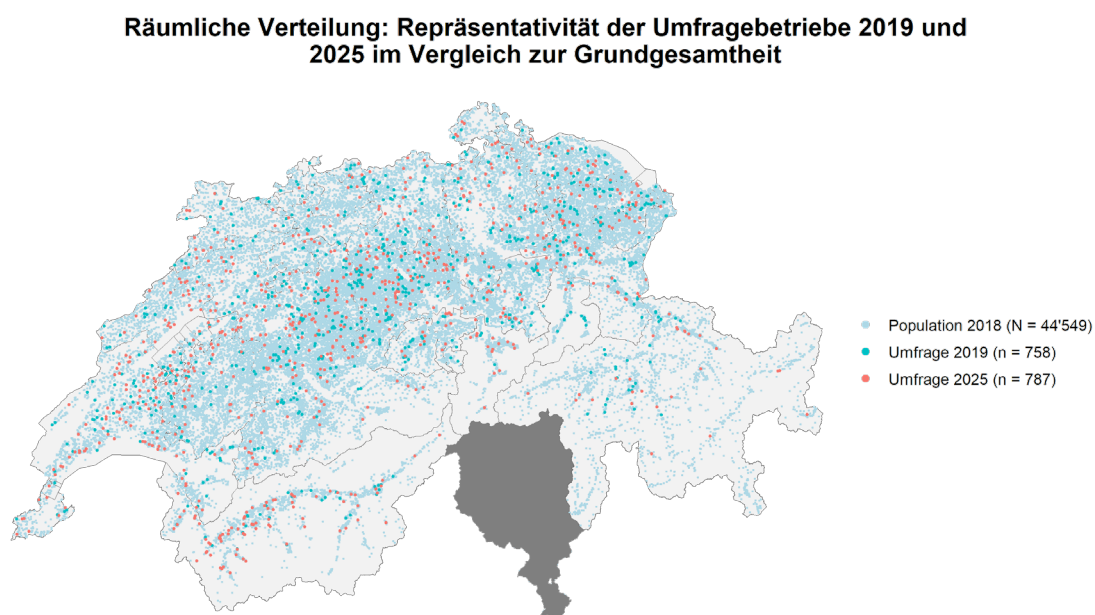 Räumliche Verteilung: Repräsentativität der Umfragebetriebe 2019 und
2025 im Vergleich zur Grundgesamtheit
Population 2018 (N = 44'549)
Umfrage 2019 (n = 758)
Umfrage 2025 (n = 787)